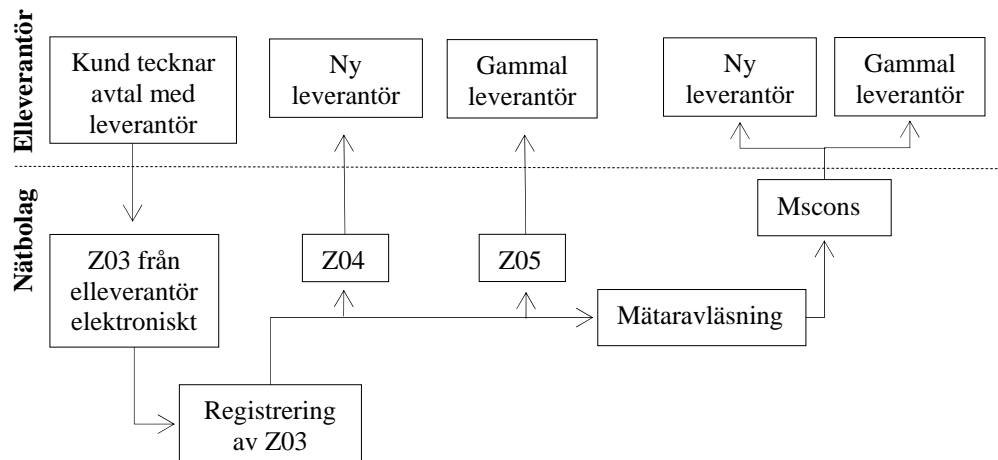 Elleverantör
Kund tecknar
avtal med
leverantör
Ny
leverantör
Gammal
leverantör
Ny
leverantör
Gammal
leverantör
Nätbolag
Mscons
Z03 från
elleverantör
elektroniskt
Z04
Z05
Mätaravläsning
Registrering
av Z03